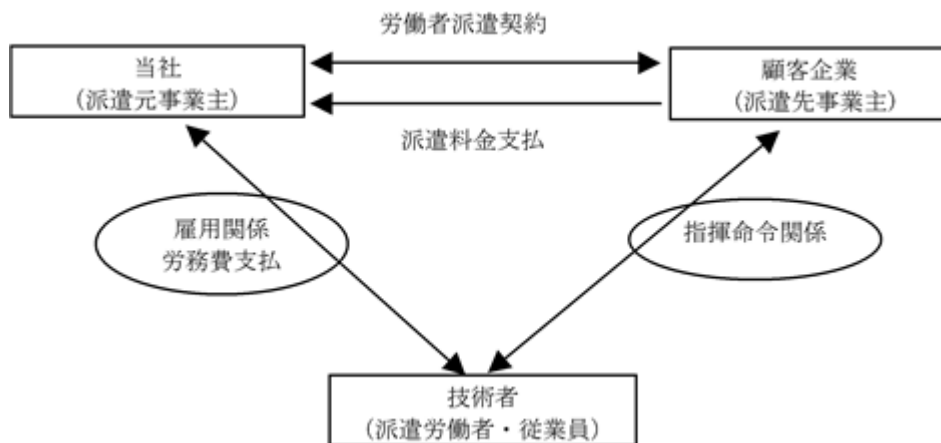 労働者派遣契約
当社
(派遣元事業主)
顧客企業
(派遣先事業主)
派遣料金支払
雇用関係
労務費支払
指揮命令関係
技術者
(派遣労働者・従業員)